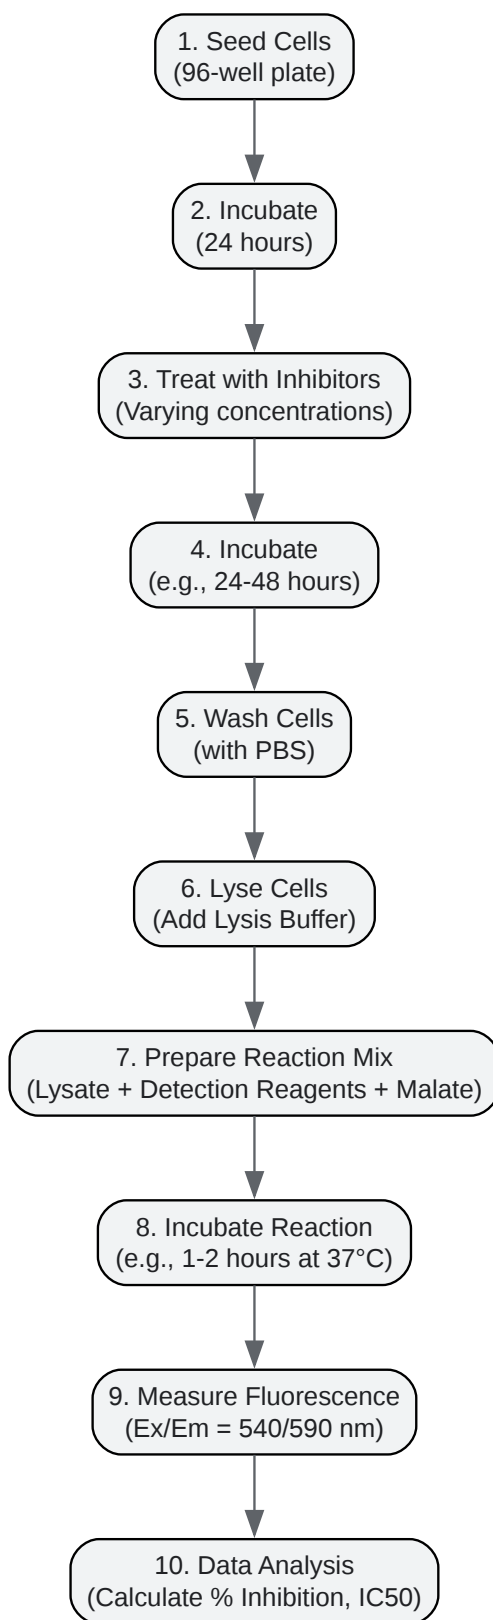 1. Seed Cells
(96-well plate)
2. Incubate
(24 hours)
3. Treat with Inhibitors
(Varying concentrations)
4. Incubate
(e.g., 24-48 hours)
5. Wash Cells
(with PBS)
6. Lyse Cells
(Add Lysis Buffer)
7. Prepare Reaction Mix
(Lysate + Detection Reagents + Malate)
8. Incubate Reaction
(e.g., 1-2 hours at 37°C)
9. Measure Fluorescence
(Ex/Em = 540/590 nm)
10. Data Analysis
(Calculate % Inhibition, IC50)